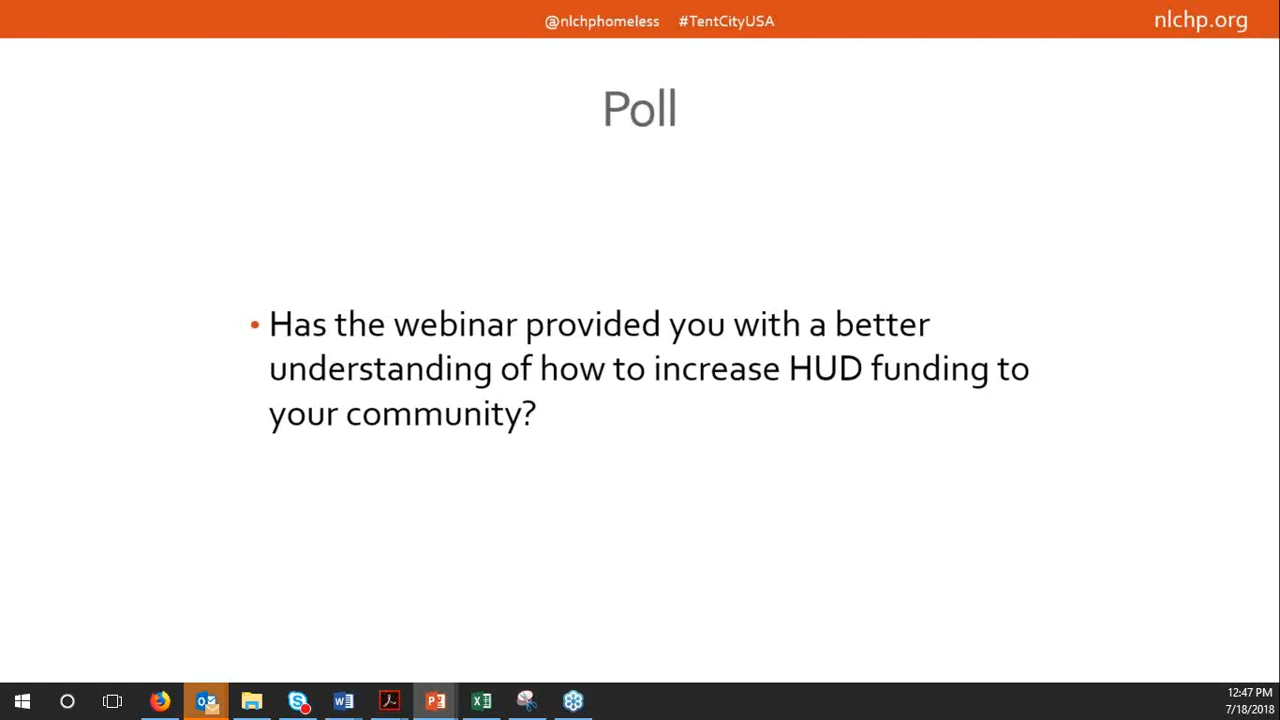 @nlchphomeless #TentCityUSA nlchp.org
Poll
• Has the webinar provided you with a better
understanding of how to increase HUD funding to
your community?
12:47 PM
7/18/2018